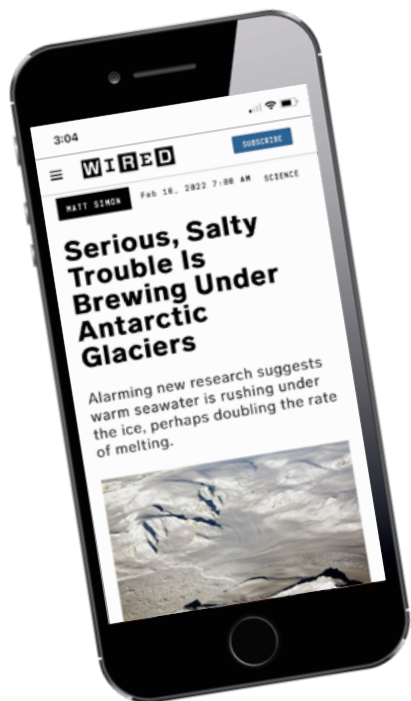 3:04
WIRED
SUBSCRIBE
MATT SIMON Feb 16, 2022 7:00 AM SCIENCE
Serious, Salty
Trouble Is
Brewing Under
Antarctic
Glaciers
Alarming new research suggests
warm seawater is rushing under
the ice, perhaps doubling the rate
of melting.